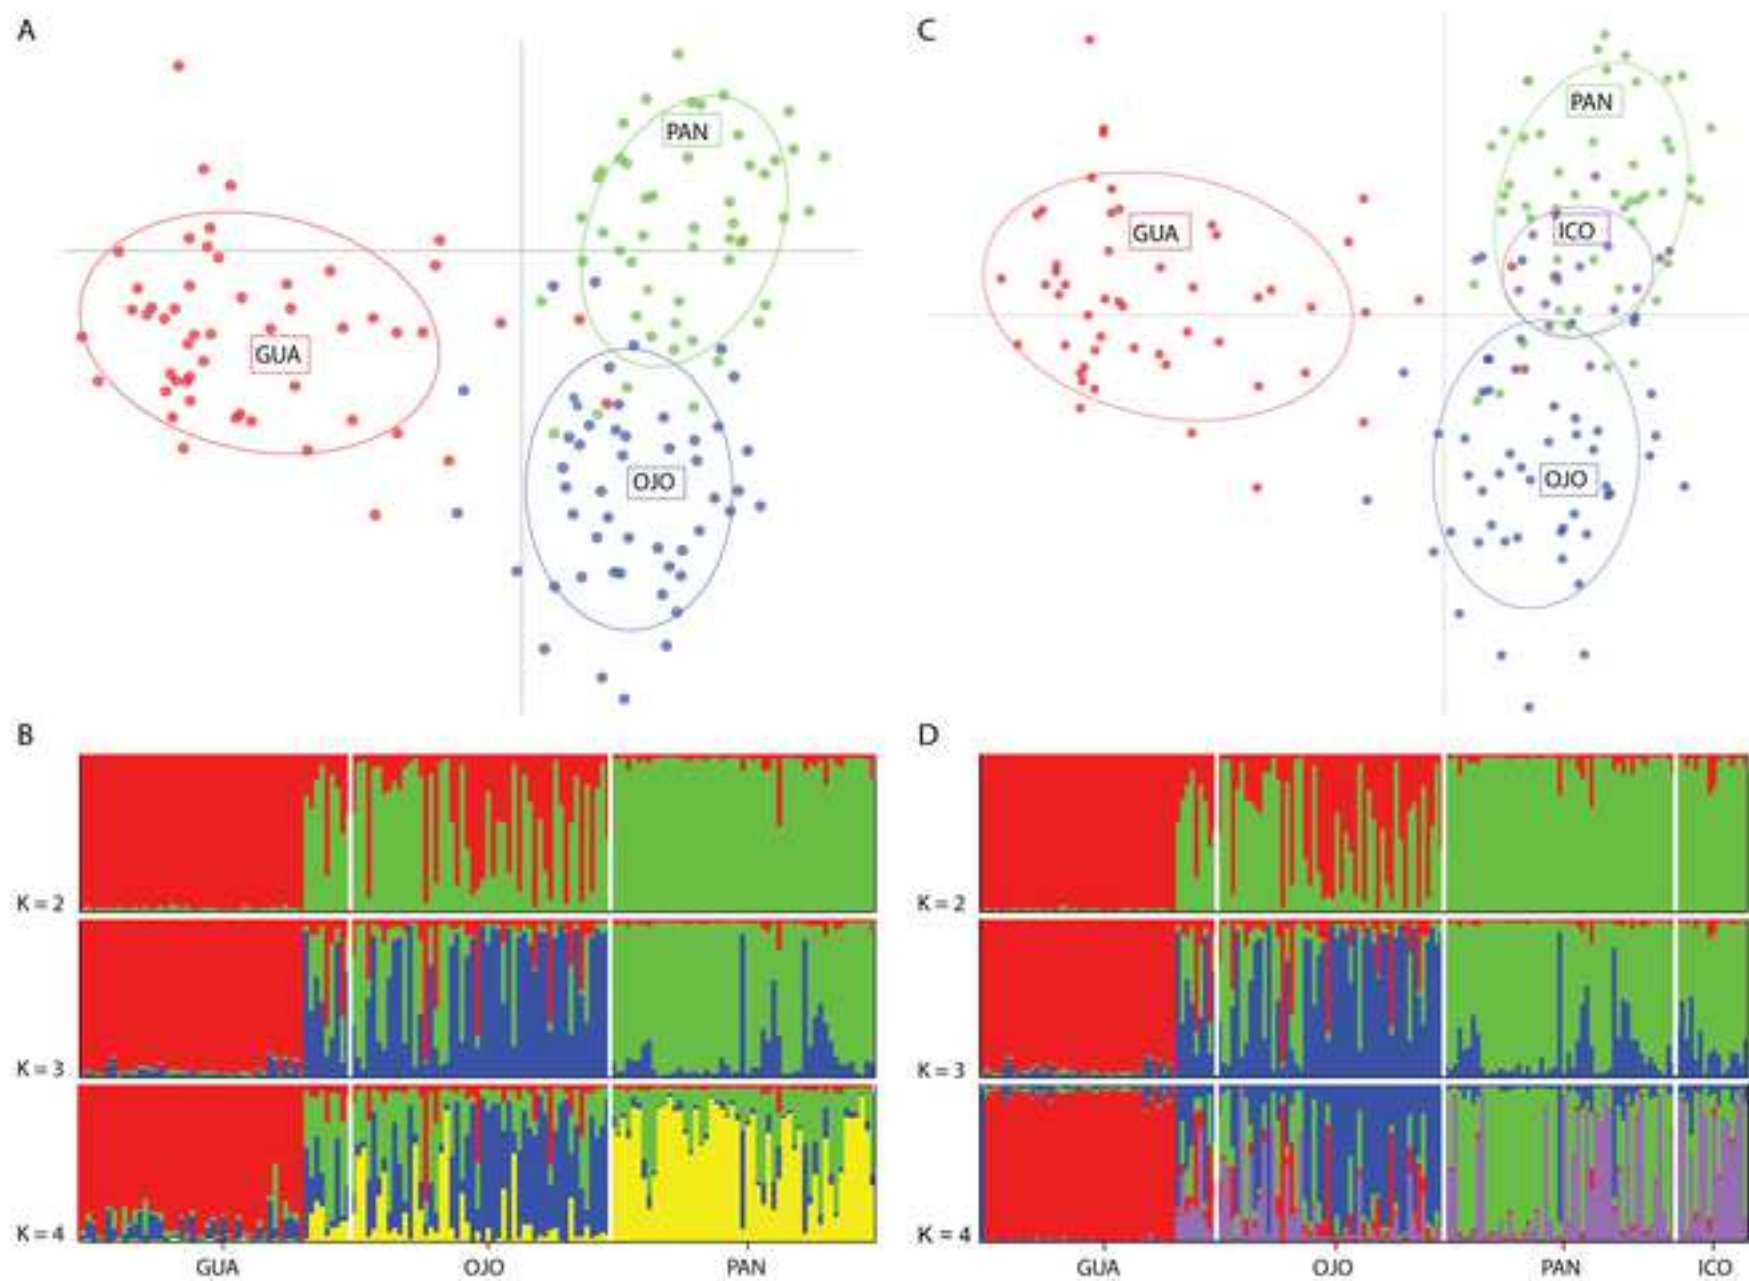 A
PAN
GUA
OJO
C
PAN
ICO
GUA
OJO
B
K = 2
K = 3
K = 4
GUA OJO PAN
D
K = 2
K = 3
K = 4
GUA OJO PAN ICO